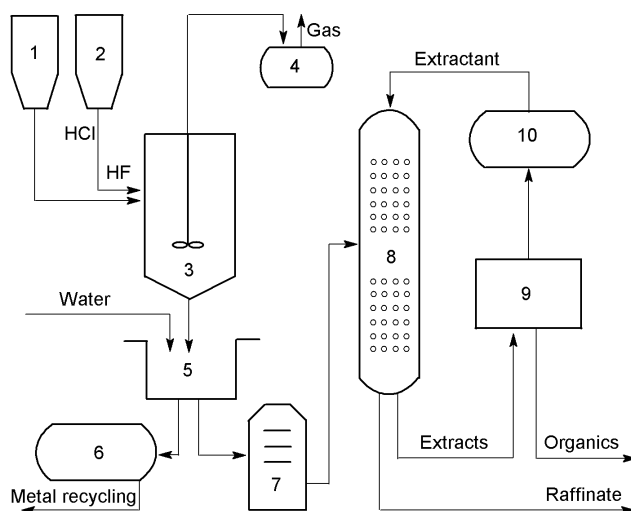 1
2
Gas
4
Extractant
HCl
HF
10
3
8
9
Water
5
6
7
Extracts
Organics
Metal recycling
Raffinate